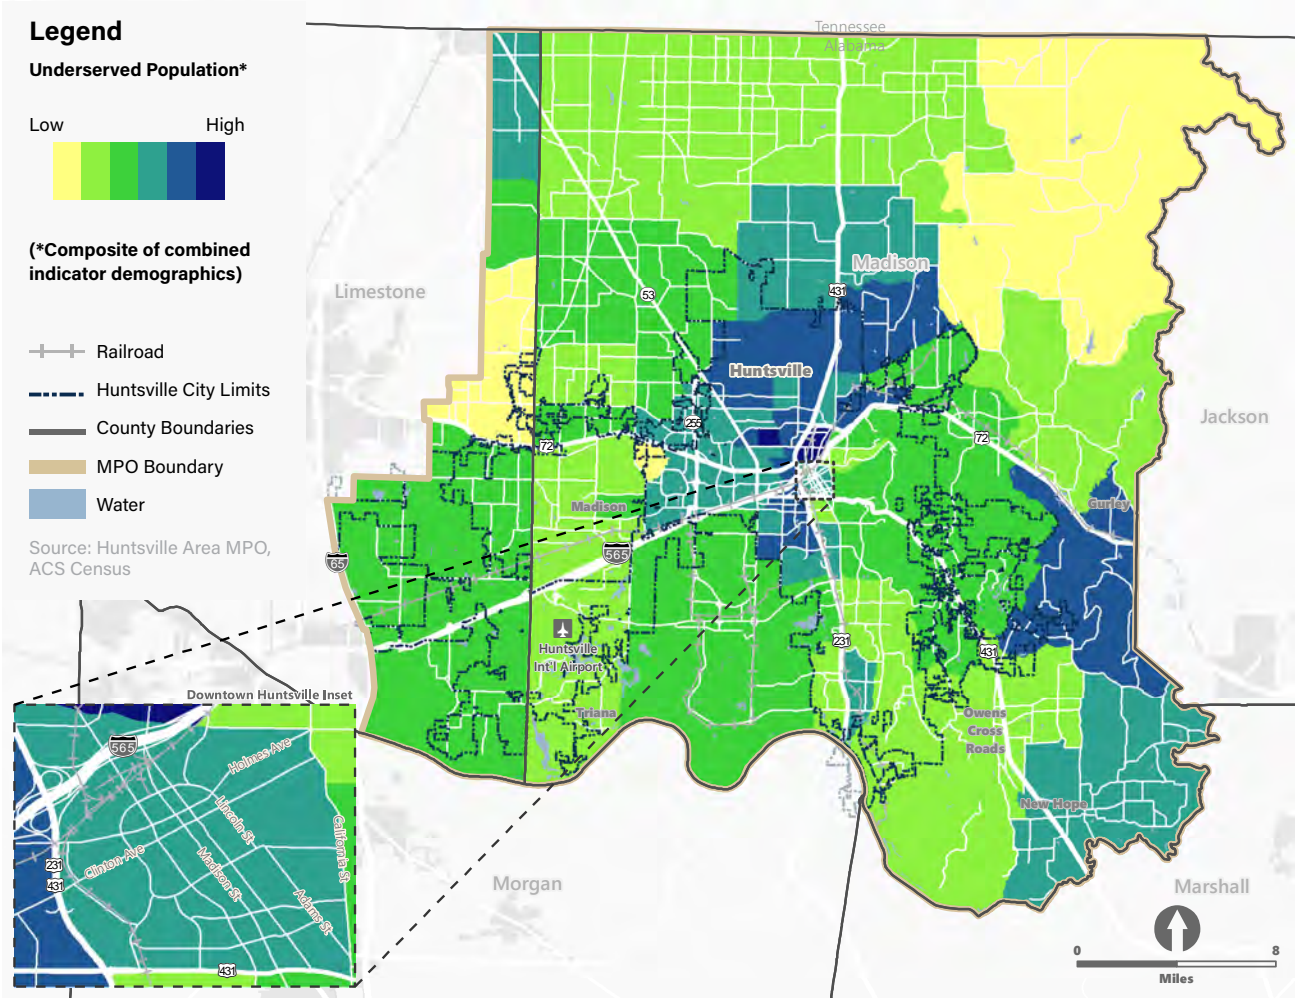 Legend
Underserved Population*
Low High
(*Composite of combined
indicator demographics)
Railroad
Huntsville City Limits
County Boundaries
MPO Boundary
Water
Source: Huntsville Area MPO,
ACS Census
Tennessee
Alabama
Limestone
Madison
53
431
Huntsville
Jackson
255
72
72
Madison
Gurley
565
65
231
Huntsville
Int'l Airport
431
Triana
Owens
Cross
Roads
New Hope
Morgan
Marshall
0 8
Miles
Downtown Huntsville Inset
565
Holmes Ave
Lincoln St
California St
Clinton Ave
Madison St
231
431
Adams St
431